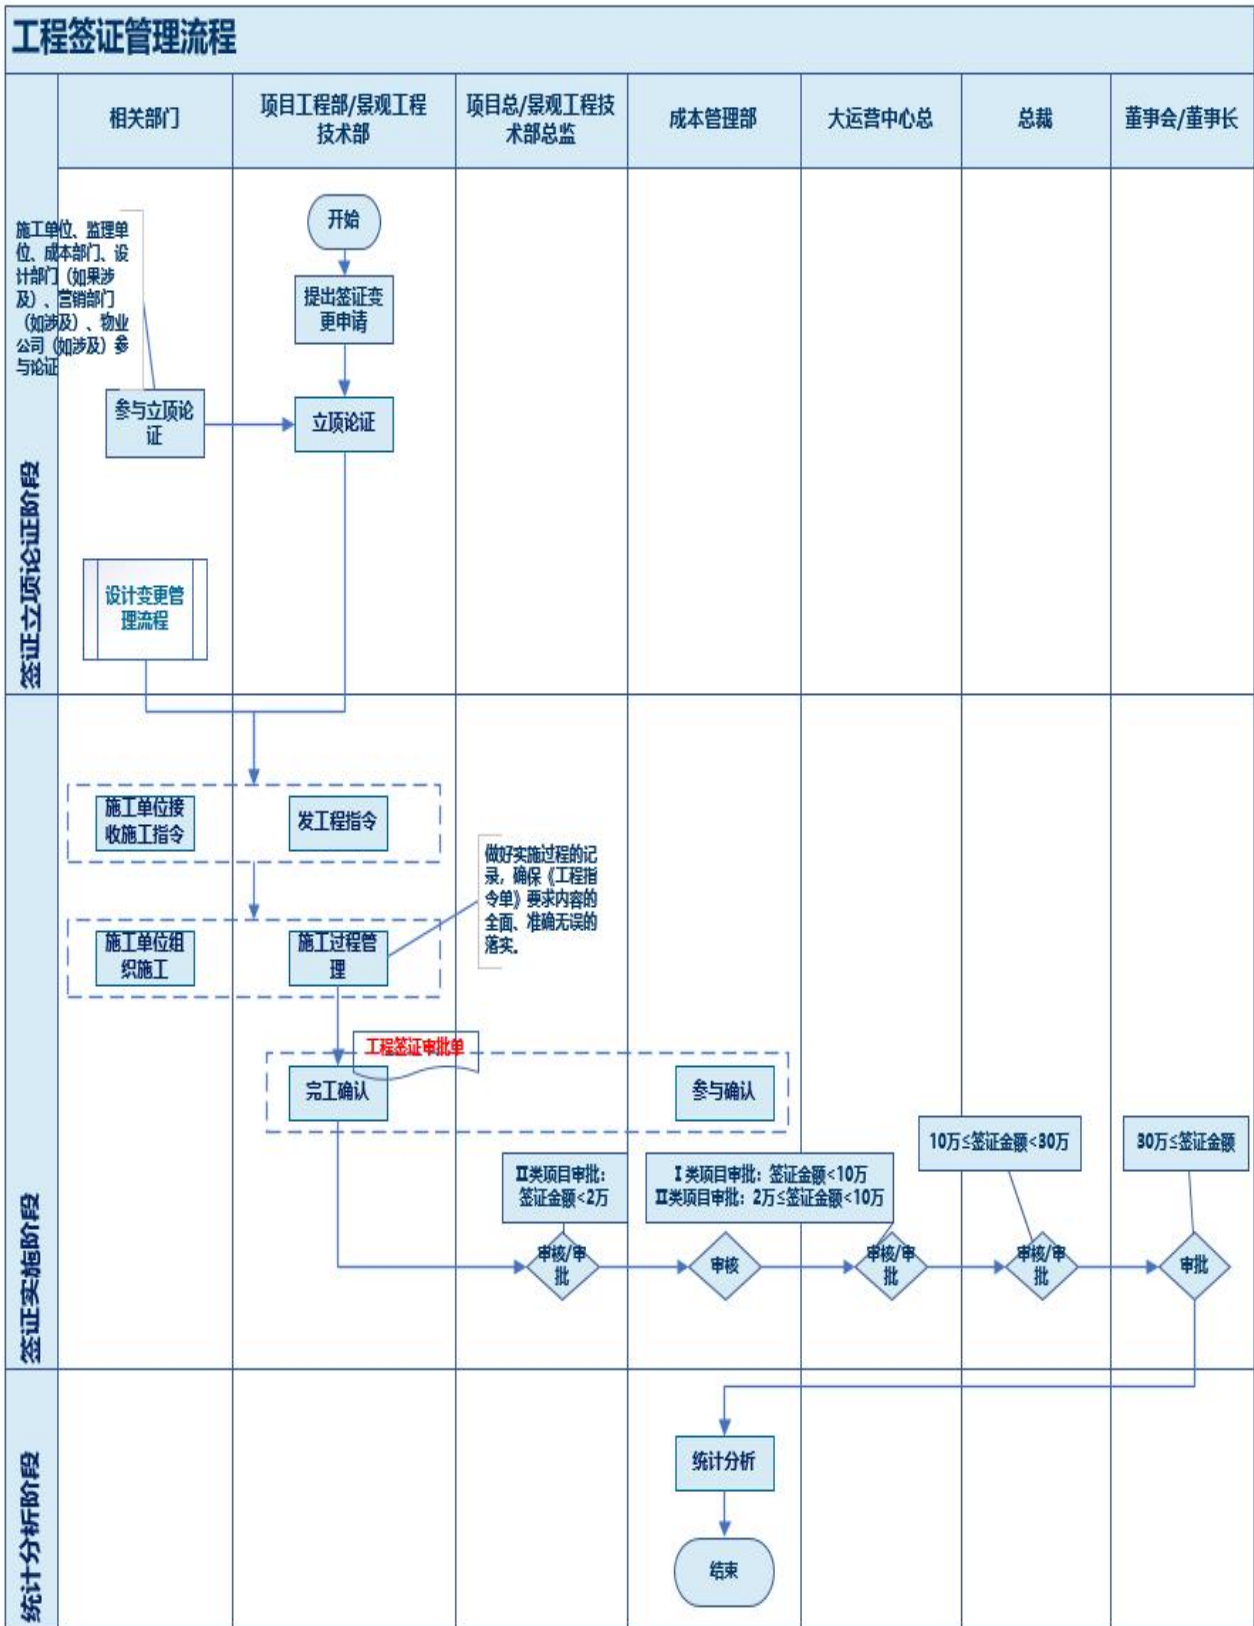 工程签证管理流程
相关部门
项目工程部/景观工程
技术部
项目总/景观工程技
术部总监
成本管理部
大运营中心总
总裁
董事会/董事长
签证立项论证阶段
施工单位、监理单
位、成本部门、设
计部门（如果涉
及）、营销部门
（如涉及）、物业
公司（如涉及）参
与论证
开始
提出签证变
更申请
参与立项论
证
立项论证
设计变更管
理流程
签证实施阶段
施工单位接
收施工指令
发工程指令
做好实施过程的记
录，确保《工程指
令单》要求内容的
全面、准确无误的
落实。
施工单位组
织施工
施工过程管
理
工程签证审批单
完工确认
参与确认
II类项目审批：
签证金额<2万
I 类项目审批：签证金额<10万
II类项目审批：2万≤签证金额<10万
10万≤签证金额<30万
30万≤签证金额
审核/审
批
审核
审核/审
批
审核/审
批
审批
统计分析阶段
统计分析
结束